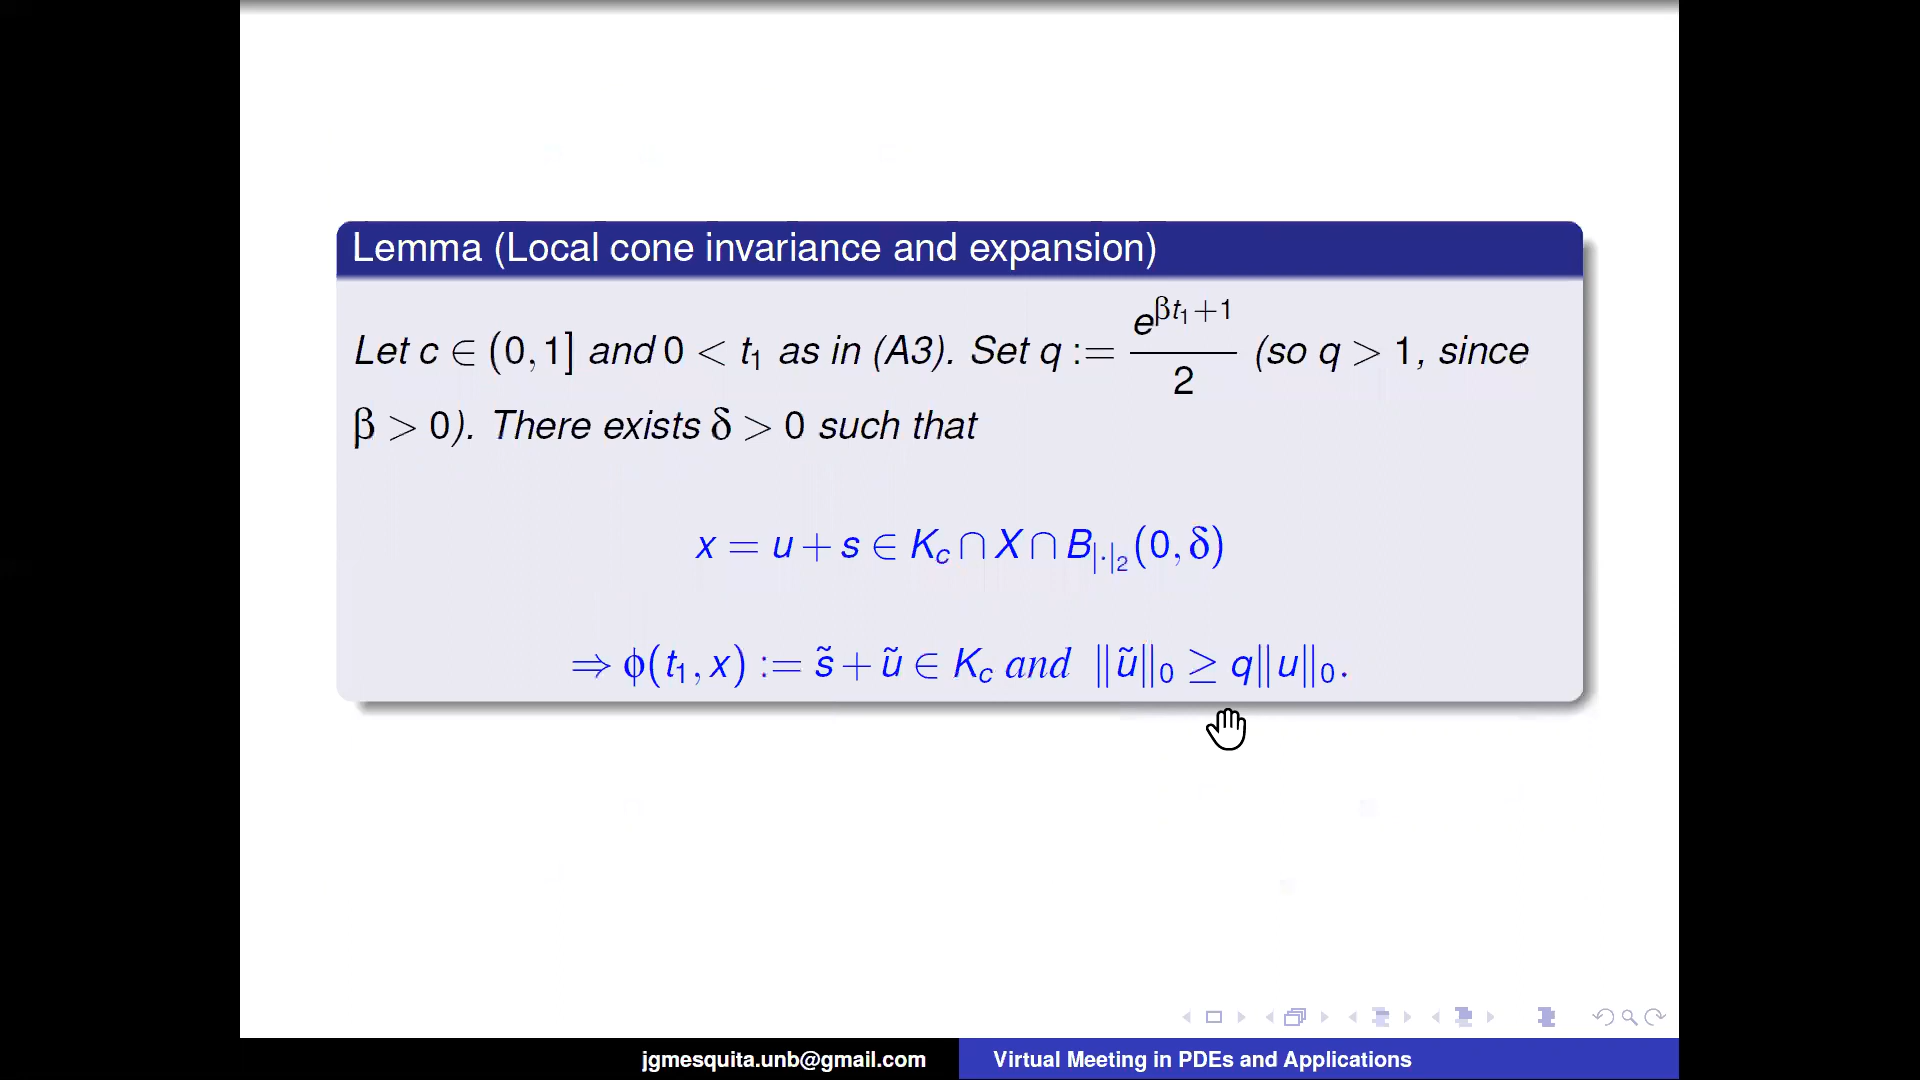 Lemma (Local cone invariance and expansion)
Let c ∈ (0, 1] and 0 < t₁ as in (A3). Set q := e^{βt₁+1}/2 (so q > 1, since
β > 0). There exists δ > 0 such that
x = u + s ∈ K_c ∩ X ∩ B_{|·|₂}(0, δ)
⇒ ϕ(t₁, x) := s̃ + ũ ∈ K_c and ‖ũ‖₀ ≥ q‖u‖₀.
jgmesquita.unb@gmail.com Virtual Meeting in PDEs and Applications